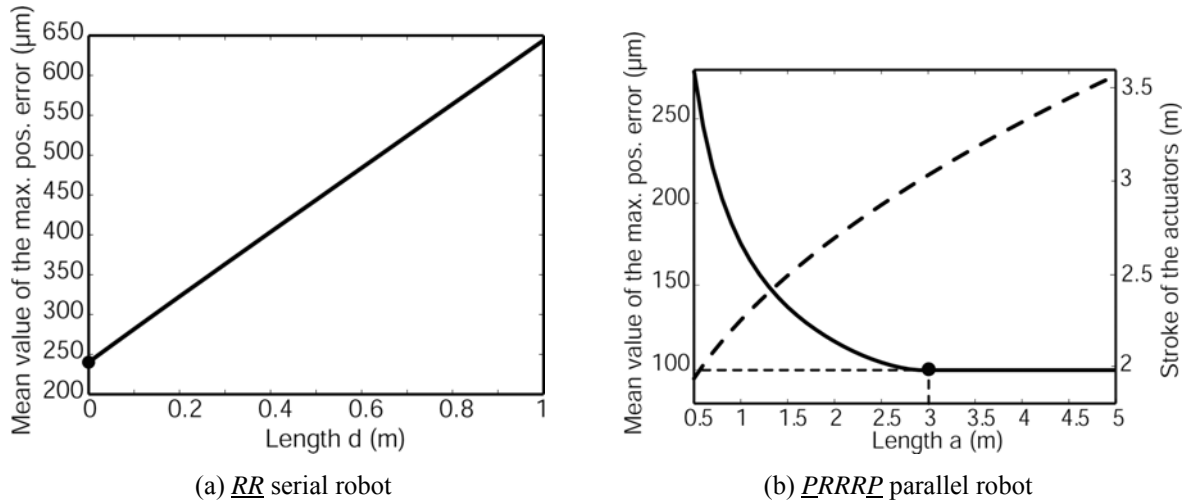 Mean value of the max. pos. error (µm)
650
600
550
500
450
400
350
300
250
200
0 0.2 0.4 0.6 0.8 1
Length d (m)
(a) RR serial robot
Mean value of the max. pos. error (µm)
250
200
150
100
0.5 1 1.5 2 2.5 3 3.5 4 4.5 5
Length a (m)
3.5
3
2.5
2
Stroke of the actuators (m)
(b) PRRRP parallel robot